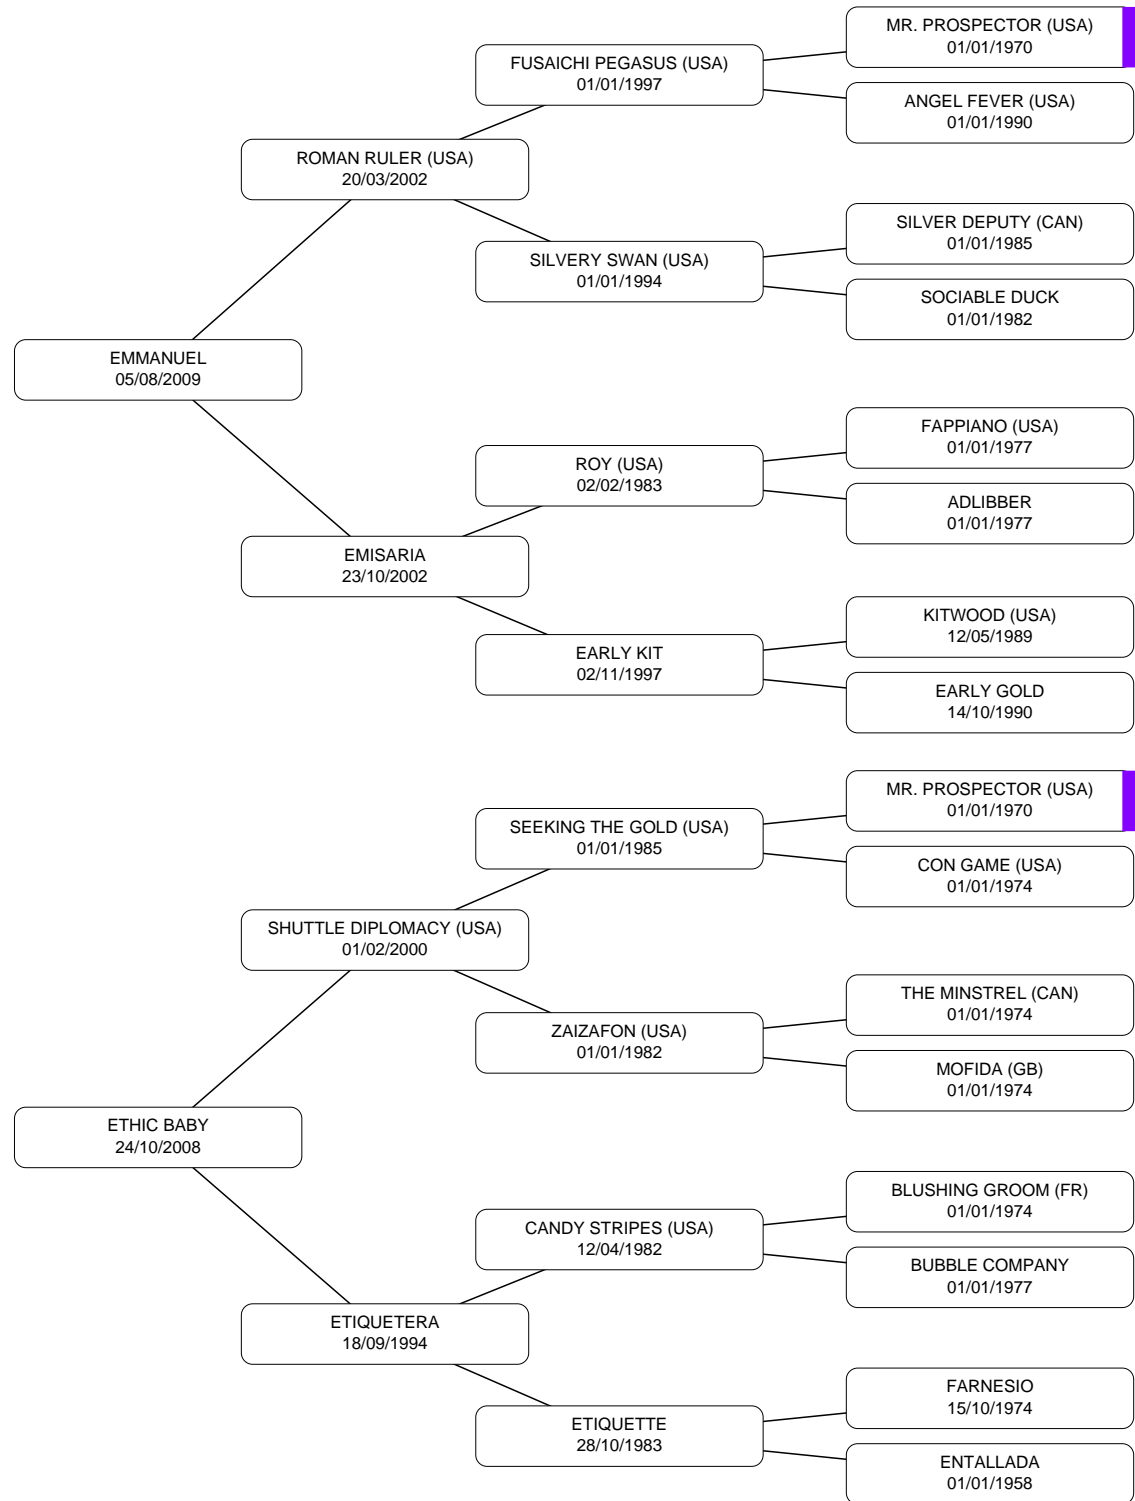 MR. PROSPECTOR (USA)
01/01/1970
FUSAICHI PEGASUS (USA)
01/01/1997
ANGEL FEVER (USA)
01/01/1990
ROMAN RULER (USA)
20/03/2002
SILVER DEPUTY (CAN)
01/01/1985
SILVERY SWAN (USA)
01/01/1994
SOCIABLE DUCK
01/01/1982
EMMANUEL
05/08/2009
FAPPIANO (USA)
01/01/1977
ROY (USA)
02/02/1983
ADLIBBER
01/01/1977
EMISARIA
23/10/2002
KITWOOD (USA)
12/05/1989
EARLY KIT
02/11/1997
EARLY GOLD
14/10/1990
MR. PROSPECTOR (USA)
01/01/1970
SEEKING THE GOLD (USA)
01/01/1985
CON GAME (USA)
01/01/1974
SHUTTLE DIPLOMACY (USA)
01/02/2000
THE MINSTREL (CAN)
01/01/1974
ZAIZAFON (USA)
01/01/1982
MOFIDA (GB)
01/01/1974
ETHIC BABY
24/10/2008
BLUSHING GROOM (FR)
01/01/1974
CANDY STRIPES (USA)
12/04/1982
BUBBLE COMPANY
01/01/1977
ETIQUETERA
18/09/1994
FARNESIO
15/10/1974
ETIQUETTE
28/10/1983
ENTALLADA
01/01/1958